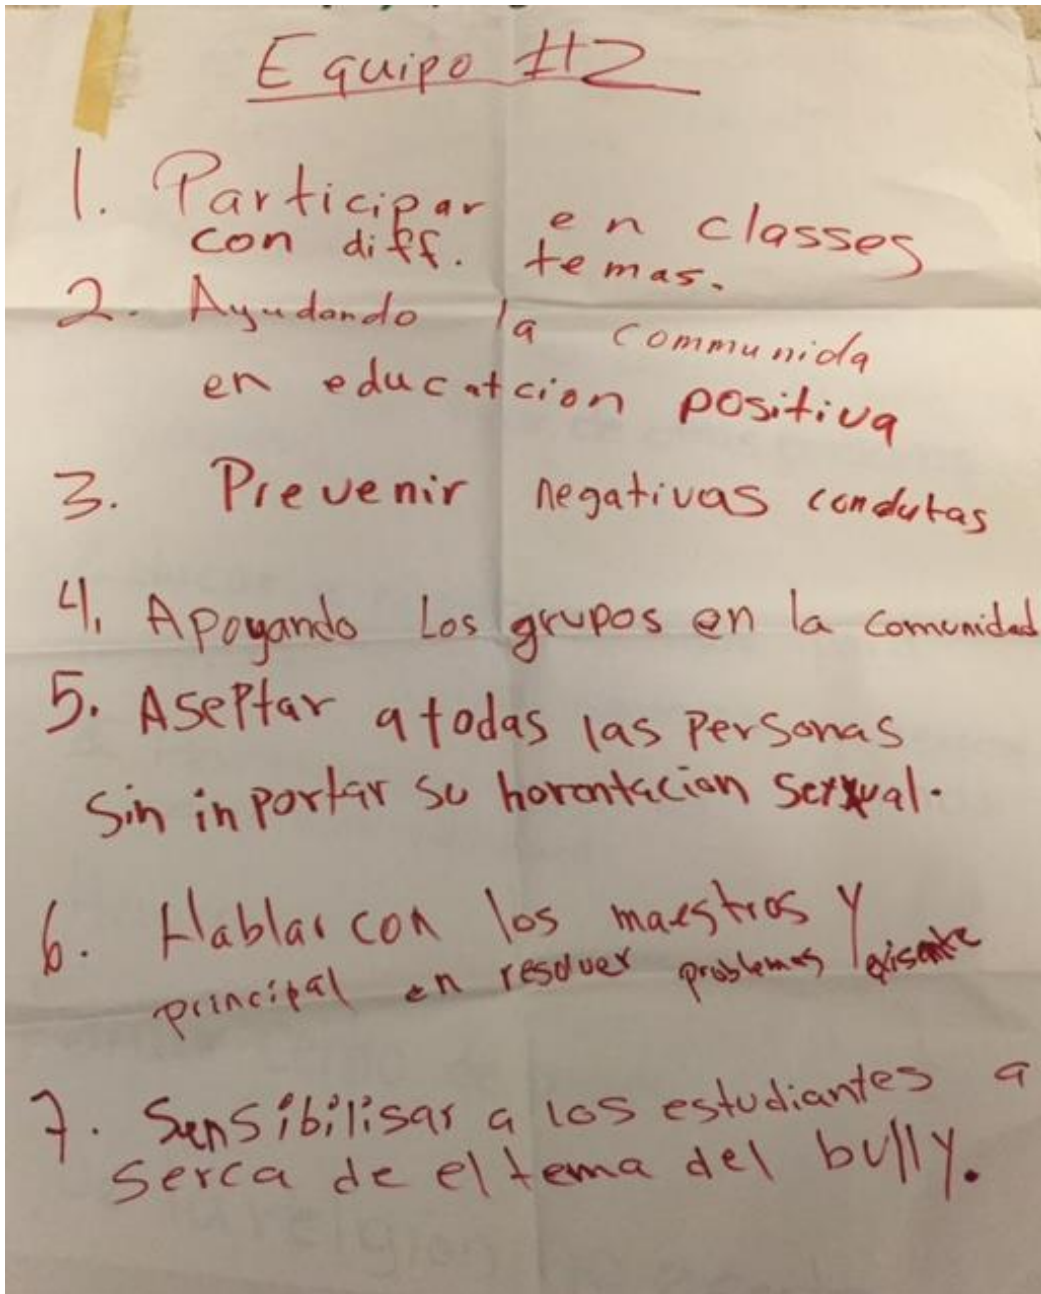 Equipo #2
1. Participar en classes
con diff. temas.
2. Ayudando la communida
en educatcion positiva
3. Prevenir negativas condutas
4. Apoyando Los grupos en la comunidad
5. Aseptar a todas las personas
sin inportar su horontacion sexual.
6. Hablar con los maestros y
principal en resolver problemas exisente
7. Sensibilisar a los estudiantes a
serca de el tema del bully.